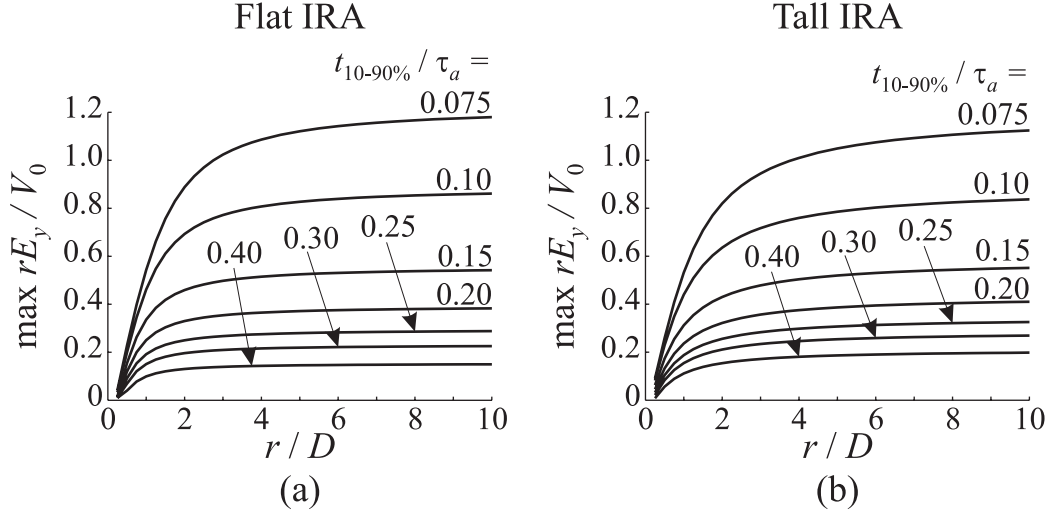 Flat IRA
t10-90% / τa =
0.075
1.2
1.0
0.10
0.8
0.25
0.30
0.6
0.40
0.15
0.4
0.20
0.2
0
max rEy / V0
0 2 4 6 8 10
r / D
(a)
Tall IRA
t10-90% / τa =
0.075
1.2
1.0
0.10
0.8
0.25
0.30
0.6
0.40
0.15
0.4
0.20
0.2
0
max rEy / V0
0 2 4 6 8 10
r / D
(b)